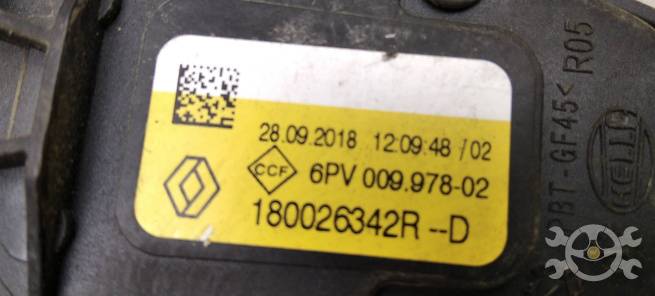 28.09.2018 12:09:48 /02
CCF 6PV 009.978-02
180026342R --D
PBT-GF45< R05
HELLA